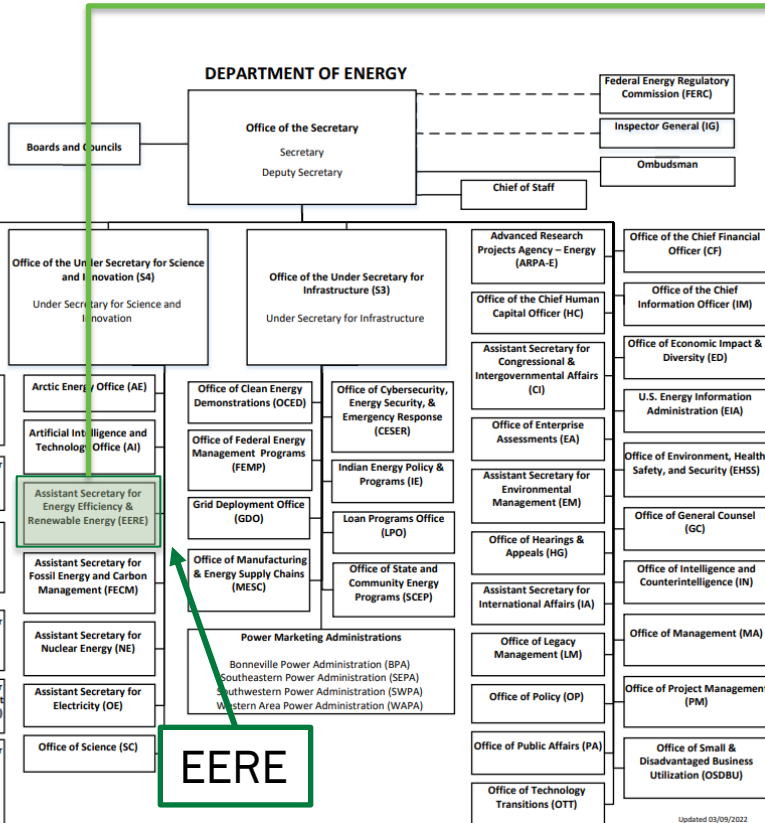 DEPARTMENT OF ENERGY
Office of the Secretary
Secretary
Deputy Secretary
Boards and Councils
Federal Energy Regulatory
Commission (FERC)
Inspector General (IG)
Ombudsman
Chief of Staff
Office of the Under Secretary for Science
and Innovation (S4)
Under Secretary for Science and
Innovation
Office of the Under Secretary for
Infrastructure (S3)
Under Secretary for Infrastructure
Arctic Energy Office (AE)
Artificial Intelligence and
Technology Office (AI)
Assistant Secretary for
Energy Efficiency &
Renewable Energy (EERE)
Assistant Secretary for
Fossil Energy and Carbon
Management (FECM)
Assistant Secretary for
Nuclear Energy (NE)
Assistant Secretary for
Electricity (OE)
Office of Science (SC)
Office of Clean Energy
Demonstrations (OCED)
Office of Federal Energy
Management Programs
(FEMP)
Grid Deployment Office
(GDO)
Office of Manufacturing
& Energy Supply Chains
(MESC)
Office of Cybersecurity,
Energy Security, &
Emergency Response
(CESER)
Indian Energy Policy &
Programs (IE)
Loan Programs Office
(LPO)
Office of State and
Community Energy
Programs (SCEP)
Power Marketing Administrations
Bonneville Power Administration (BPA)
Southeastern Power Administration (SEPA)
Southwestern Power Administration (SWPA)
Western Area Power Administration (WAPA)
EERE
Advanced Research
Projects Agency – Energy
(ARPA-E)
Office of the Chief Human
Capital Officer (HC)
Assistant Secretary for
Congressional &
Intergovernmental Affairs
(CI)
Office of Enterprise
Assessments (EA)
Assistant Secretary for
Environmental
Management (EM)
Office of Hearings &
Appeals (HG)
Assistant Secretary for
International Affairs (IA)
Office of Legacy
Management (LM)
Office of Policy (OP)
Office of Public Affairs (PA)
Office of Technology
Transitions (OTT)
Office of the Chief Financial
Officer (CF)
Office of the Chief
Information Officer (IM)
Office of Economic Impact &
Diversity (ED)
U.S. Energy Information
Administration (EIA)
Office of Environment, Health
Safety, and Security (EHSS)
Office of General Counsel
(GC)
Office of Intelligence and
Counterintelligence (IN)
Office of Management (MA)
Office of Project Management
(PM)
Office of Small &
Disadvantaged Business
Utilization (OSDBU)
Updated 03/09/2022